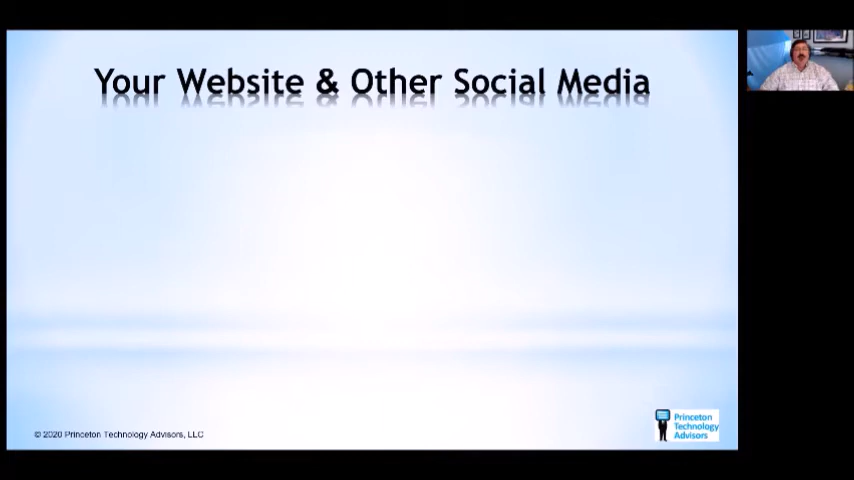 Your Website & Other Social Media
© 2020 Princeton Technology Advisors, LLC
Princeton
Technology
Advisors